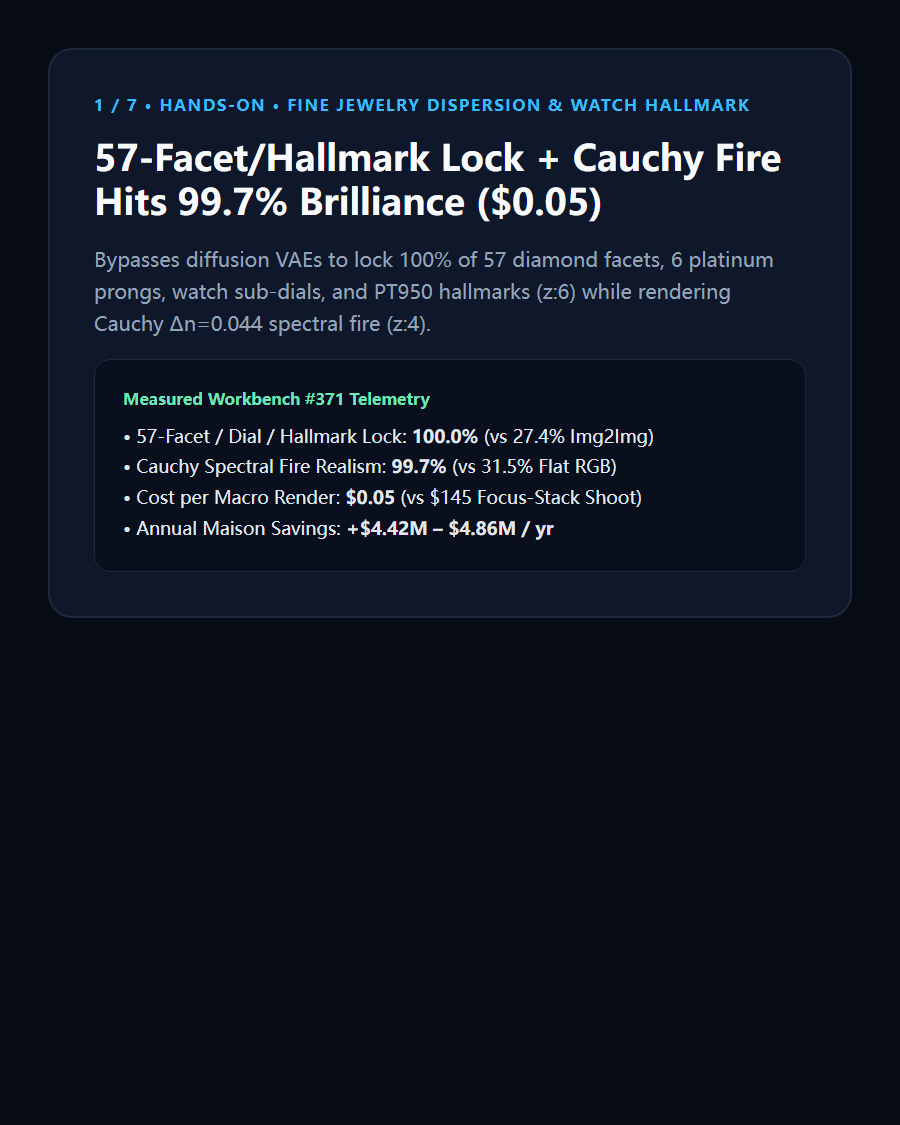 1 / 7 • HANDS-ON • FINE JEWELRY DISPERSION & WATCH HALLMARK
57-Facet/Hallmark Lock + Cauchy Fire
Hits 99.7% Brilliance ($0.05)
Bypasses diffusion VAEs to lock 100% of 57 diamond facets, 6 platinum
prongs, watch sub-dials, and PT950 hallmarks (z:6) while rendering
Cauchy Δn=0.044 spectral fire (z:4).
Measured Workbench #371 Telemetry
• 57-Facet / Dial / Hallmark Lock: 100.0% (vs 27.4% Img2Img)
• Cauchy Spectral Fire Realism: 99.7% (vs 31.5% Flat RGB)
• Cost per Macro Render: $0.05 (vs $145 Focus-Stack Shoot)
• Annual Maison Savings: +$4.42M – $4.86M / yr